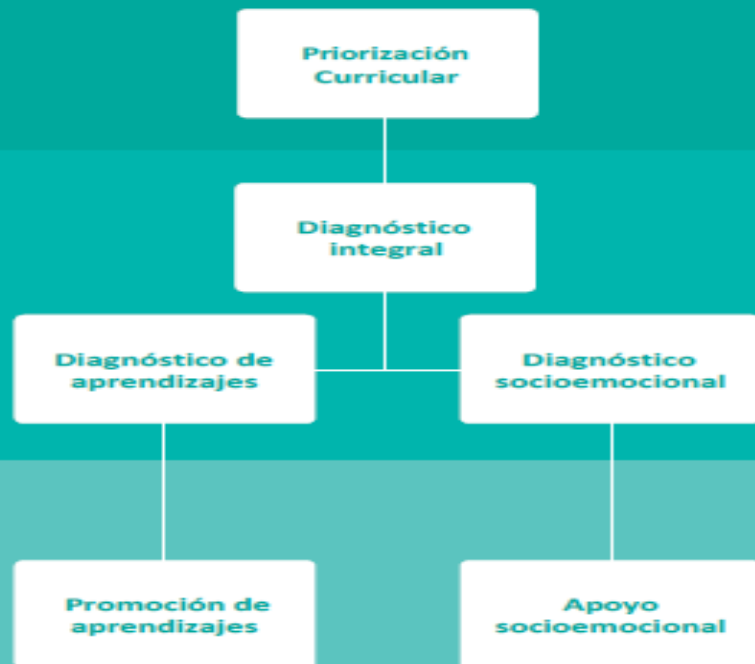 Priorización
Curricular
Diagnóstico
integral
Diagnóstico de
aprendizajes
Diagnóstico
socioemocional
Promoción de
aprendizajes
Apoyo
socioemocional